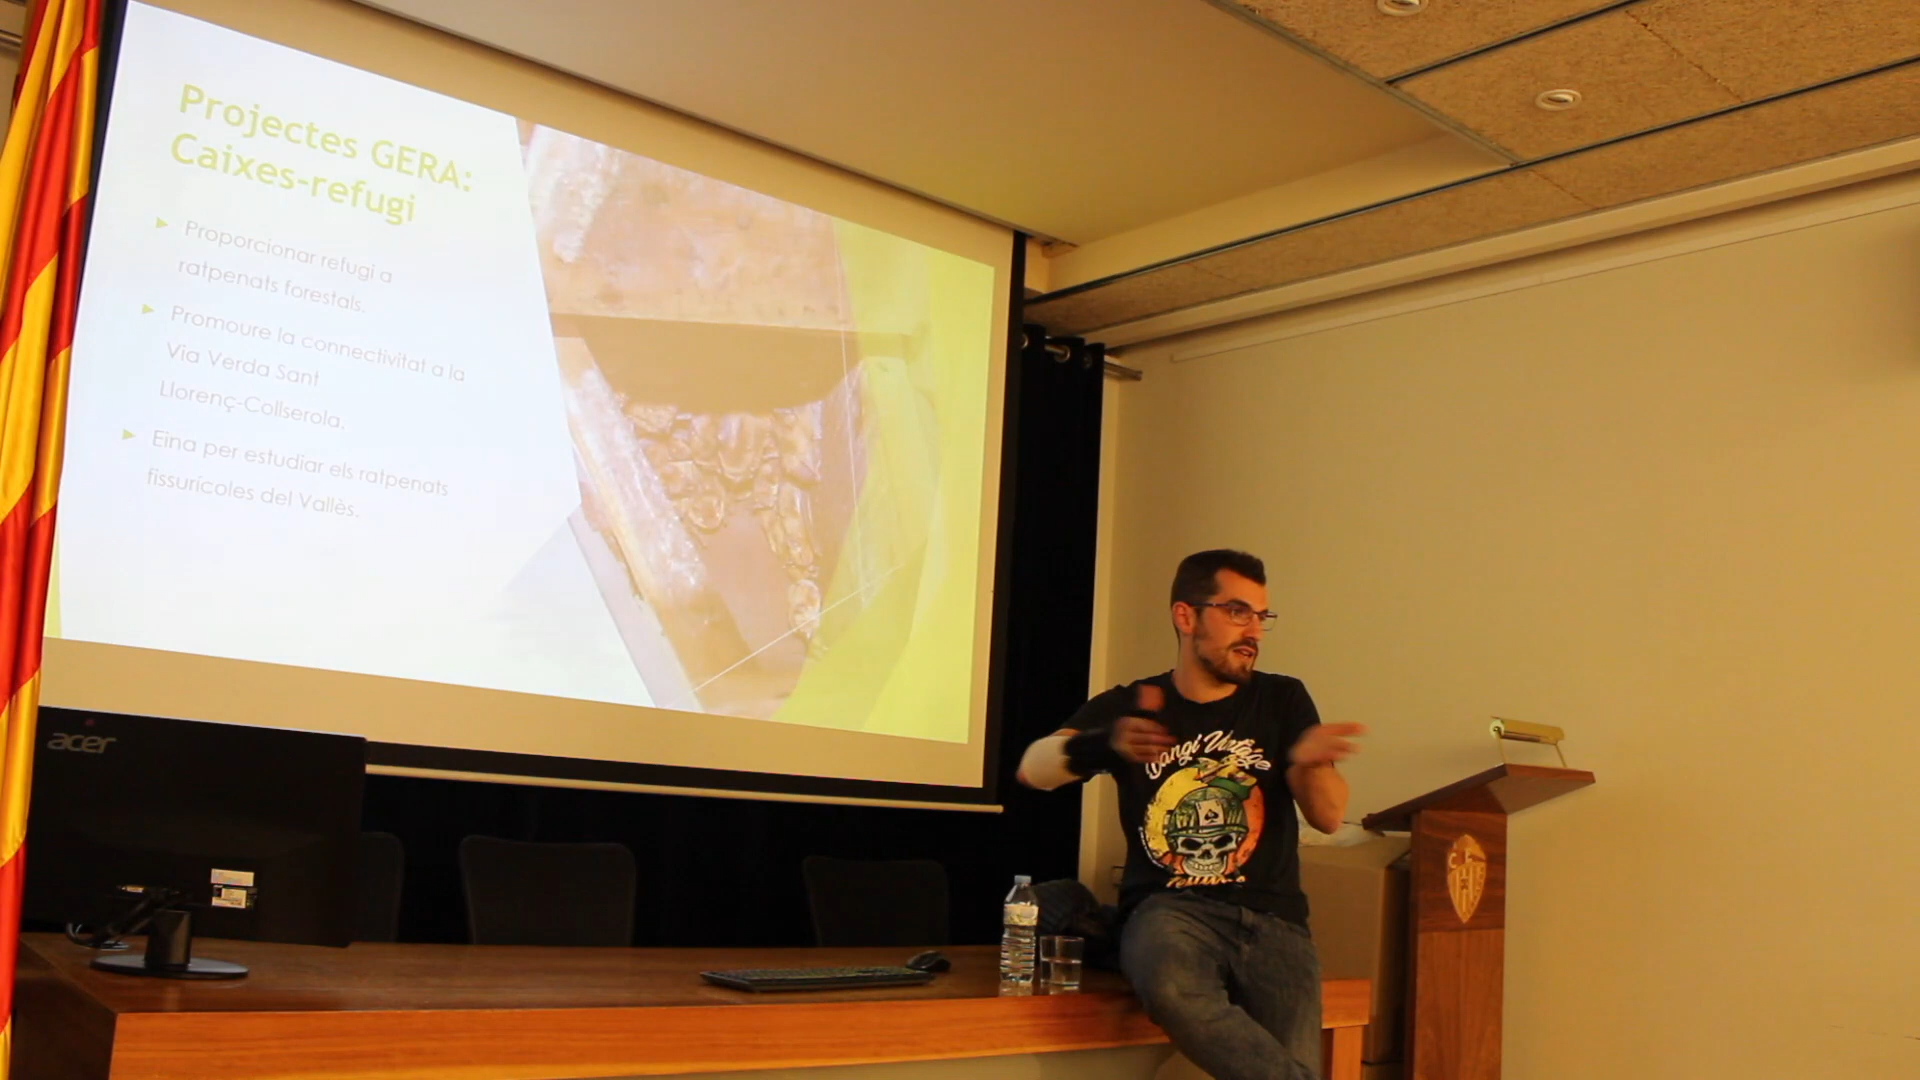 Projectes GERA:
Caixes-refugi
Proporcionar refugi a
ratpenats forestals.
Promoure la connectivitat a la
Via Verda Sant
Llorenç-Collserola.
Eina per estudiar els ratpenats
fissurícoles del Vallès.
acer